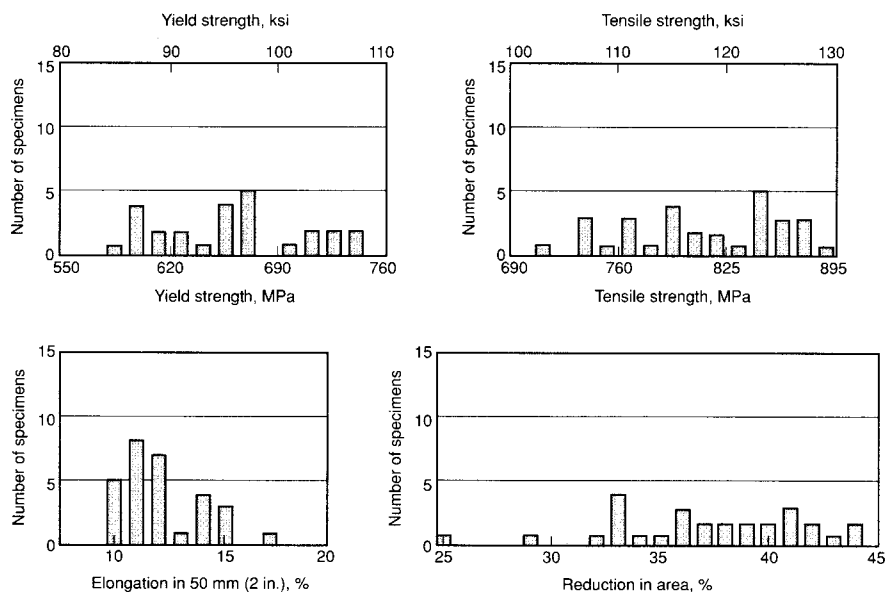 Yield strength, ksi
80 90 100 110
Number of specimens
15
10
5
0
550 620 690 760
Yield strength, MPa
Tensile strength, ksi
100 110 120 130
Number of specimens
15
10
5
0
690 760 825 895
Tensile strength, MPa
Number of specimens
15
10
5
0
10 15 20
Elongation in 50 mm (2 in.), %
Number of specimens
15
10
5
0
25 30 35 40 45
Reduction in area, %